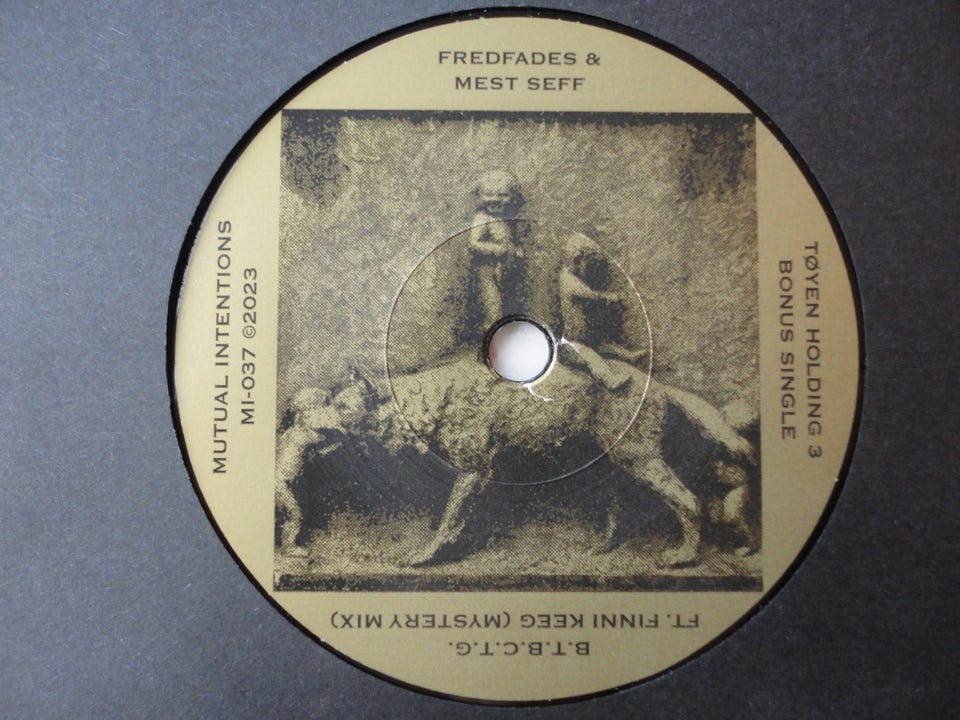 FREDFADES &
MEST SEFF
TØYEN HOLDING 3
BONUS SINGLE
B.T.B.C.T.G.
FT. FINNI KEEG (MYSTERY MIX)
MUTUAL INTENTIONS
MI-037 ©2023